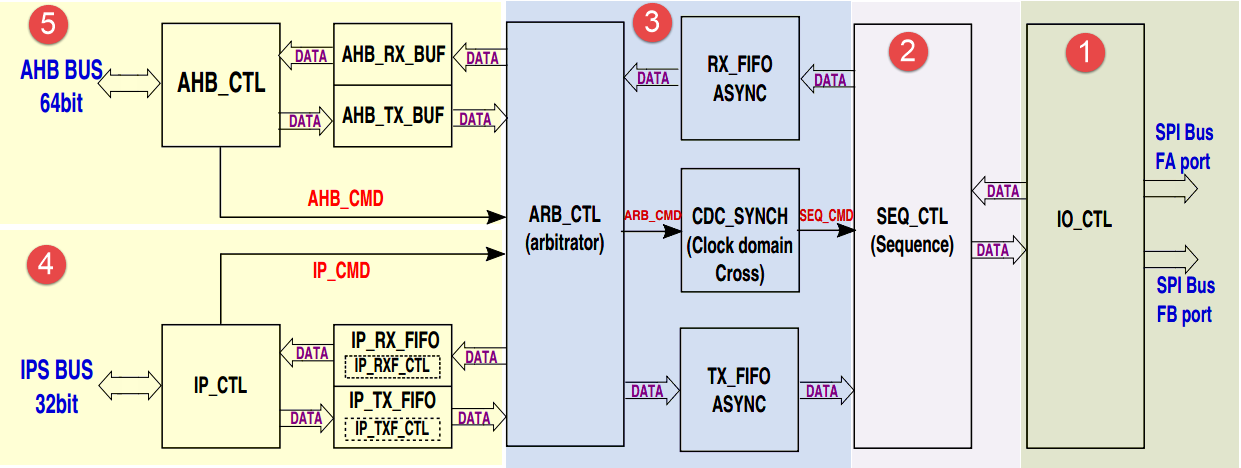 5
AHB BUS
64bit
AHB_CTL
DATA
DATA
AHB_RX_BUF
AHB_TX_BUF
DATA
DATA
AHB_CMD
4
IP_CMD
IPS BUS
32bit
IP_CTL
DATA
DATA
IP_RX_FIFO
IP_RXF_CTL
IP_TX_FIFO
IP_TXF_CTL
DATA
DATA
3
ARB_CTL
(arbitrator)
DATA
RX_FIFO
ASYNC
DATA
ARB_CMD
CDC_SYNCH
(Clock domain
Cross)
SEQ_CMD
DATA
TX_FIFO
ASYNC
DATA
2
SEQ_CTL
(Sequence)
DATA
DATA
1
IO_CTL
SPI Bus
FA port
SPI Bus
FB port